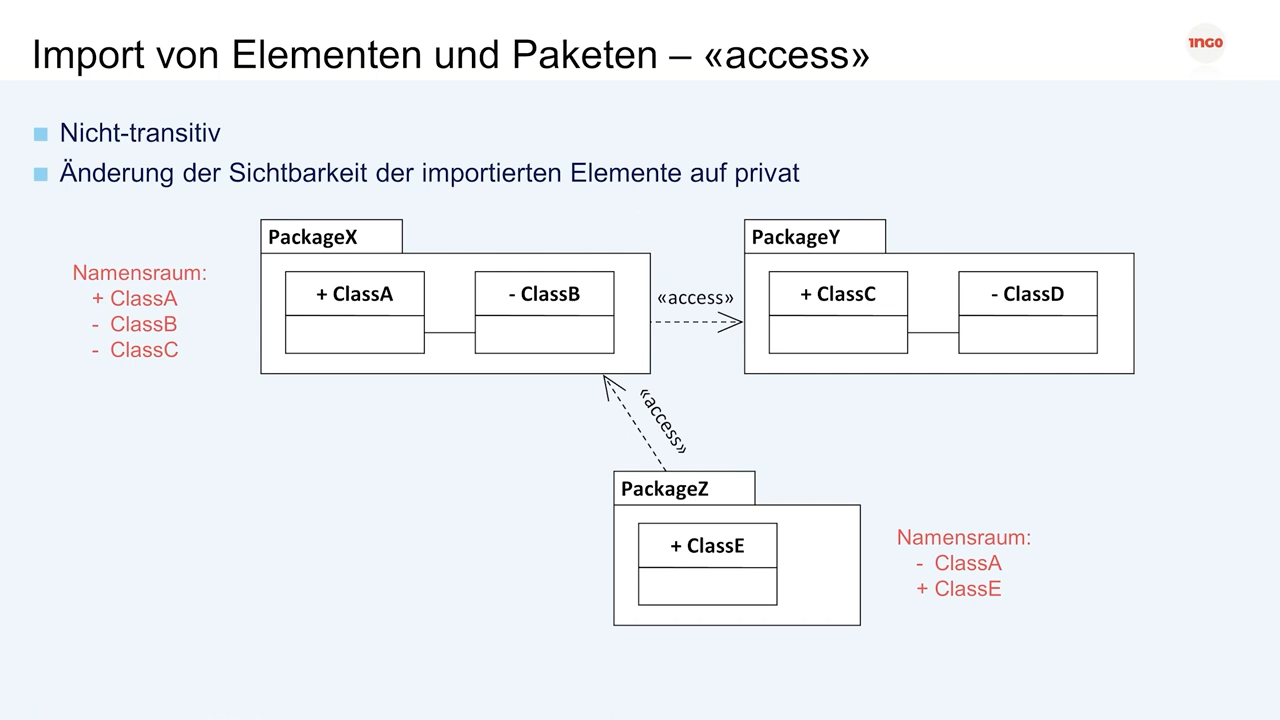 Import von Elementen und Paketen – «access»
1NGO
Nicht-transitiv
Änderung der Sichtbarkeit der importierten Elemente auf privat
PackageX
PackageY
Namensraum:
+ ClassA
- ClassB
- ClassC
+ ClassA
- ClassB
«access»
+ ClassC
- ClassD
«access»
PackageZ
+ ClassE
Namensraum:
- ClassA
+ ClassE